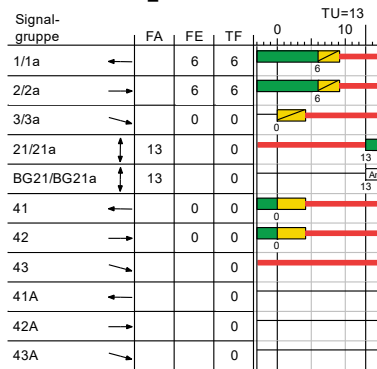 TU=13
Signal-
gruppe FA FE TF 0 10
1/1a 6 6
6
2/2a 6 6
6
3/3a 0 0
0
21/21a 13 0
13
BG21/BG21a 13 0
13
41 0 0
0
42 0 0
0
43 0
41A 0
42A 0
43A 0